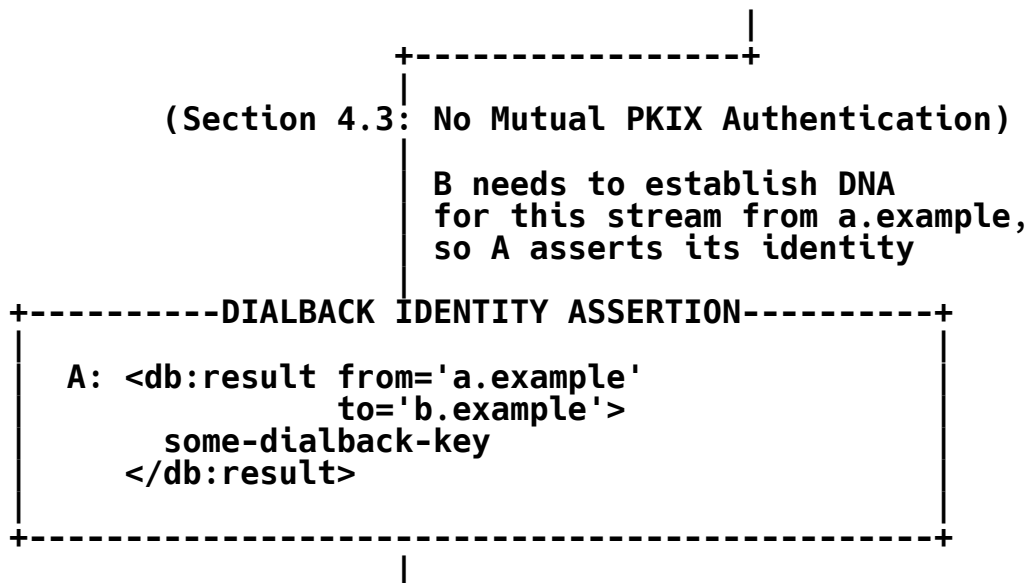 (Section 4.3: No Mutual PKIX Authentication)
B needs to establish DNA
for this stream from a.example,
so A asserts its identity
DIALBACK IDENTITY ASSERTION
A: <db:result from='a.example'
to='b.example'>
some-dialback-key
</db:result>